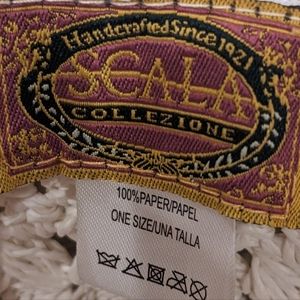 Handcrafted Since 1921
SCALA
COLLEZIONE
100%PAPER/PAPEL
ONE SIZE/UNA TALLA